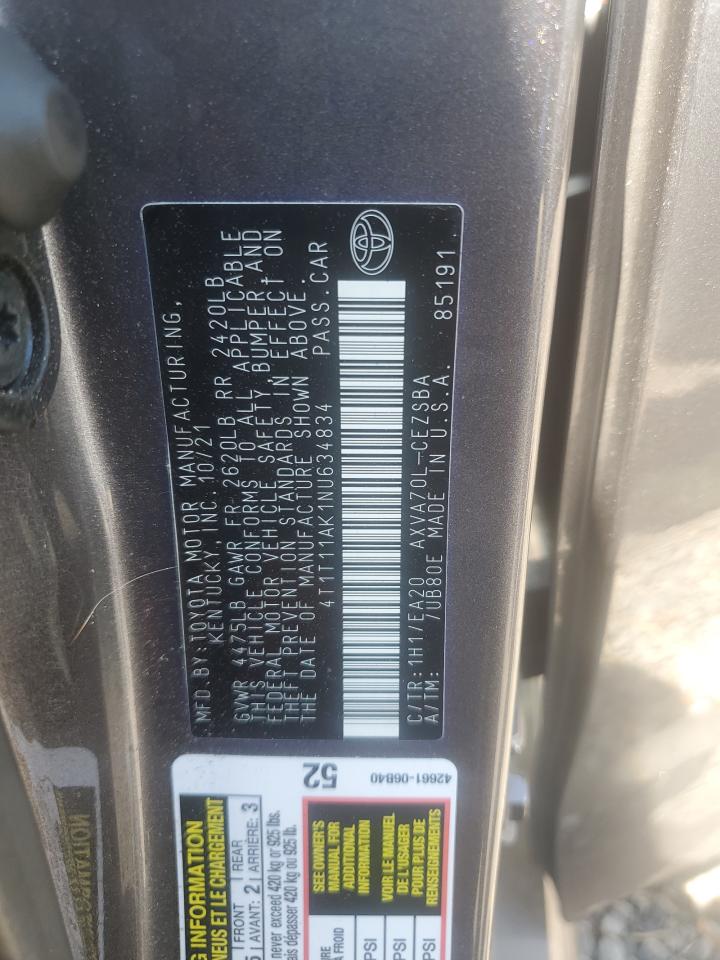 MFD. BY: TOYOTA MOTOR MANUFACTURING,
KENTUCKY, INC. 10/21
GVWR 4475LB GAWR FR 2620LB RR 2420LB
THIS VEHICLE CONFORMS TO ALL APPLICABLE
FEDERAL MOTOR VEHICLE SAFETY, BUMPER, AND
THEFT PREVENTION STANDARDS IN EFFECT ON
THE DATE OF MANUFACTURE SHOWN ABOVE.
4T1T11AK1NU634834 PASS. CAR
C/TR: 1H1/EA20 AXVA70L-CEZSBA
A/TM: 7UB80E MADE IN U.S.A. 85191
INFORMATION
NEUS ET LE CHARGEMENT
FRONT 2 REAR 3
AVANT: ARRIÈRE:
never exceed 420 kg or 925 lbs.
dépasser 420 kg ou 925 lb.
52
SEE OWNER'S
MANUAL FOR
ADDITIONAL
INFORMATION
VOIR LE MANUEL
DE L'USAGER
POUR PLUS DE
RENSEIGNEMENTS
À FROID
PSI
PSI
PSI
42661-06B40